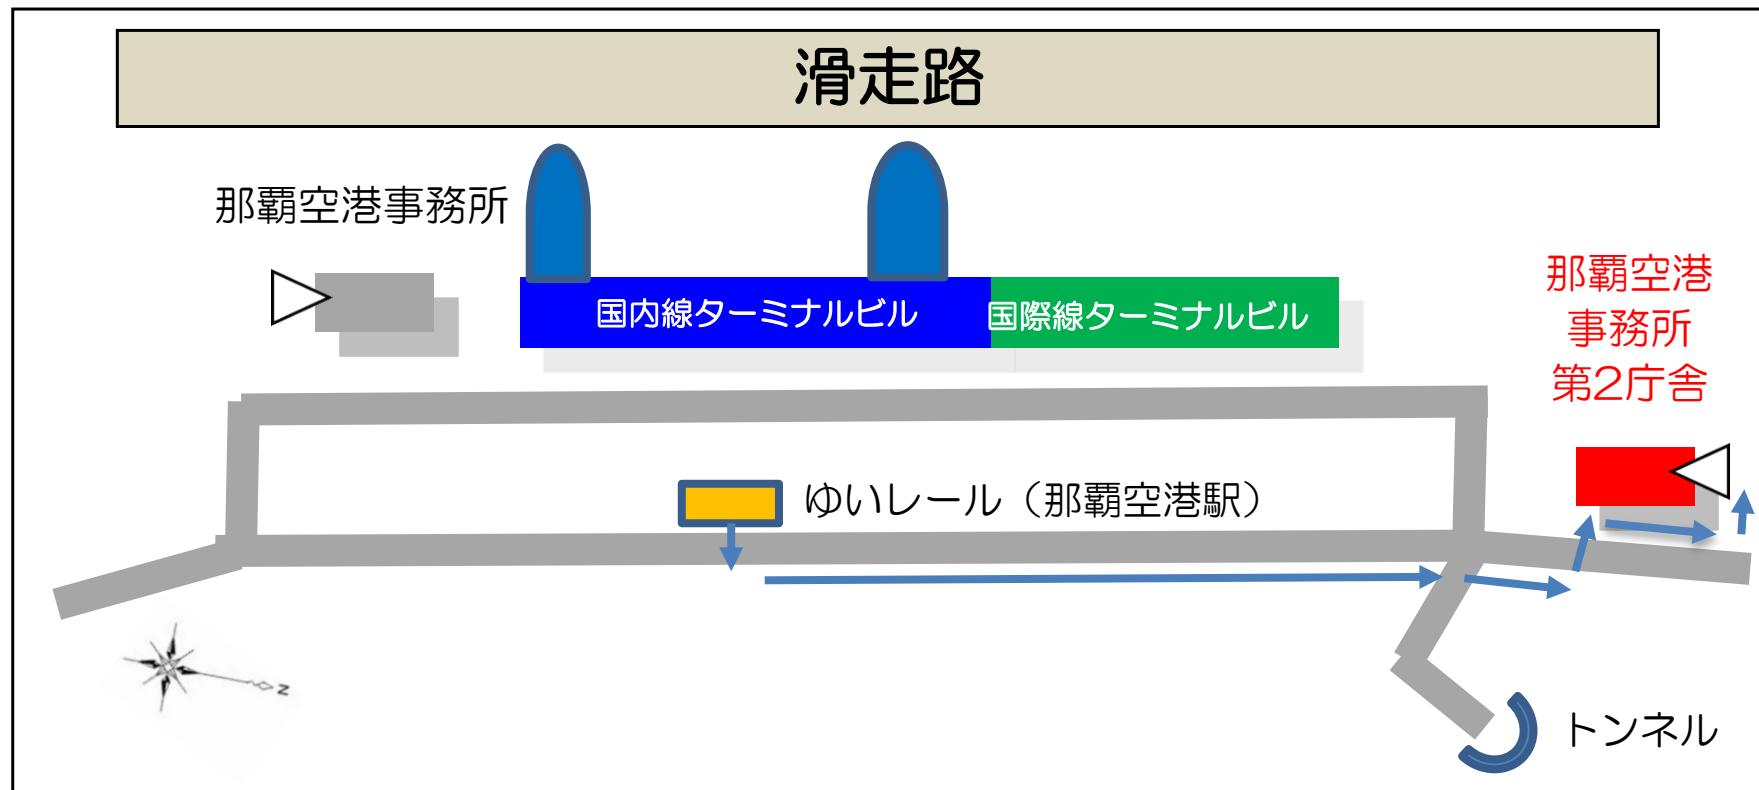 滑走路
那覇空港事務所
国内線ターミナルビル
国際線ターミナルビル
那覇空港
事務所
第2庁舎
ゆいレール（那覇空港駅）
トンネル
N